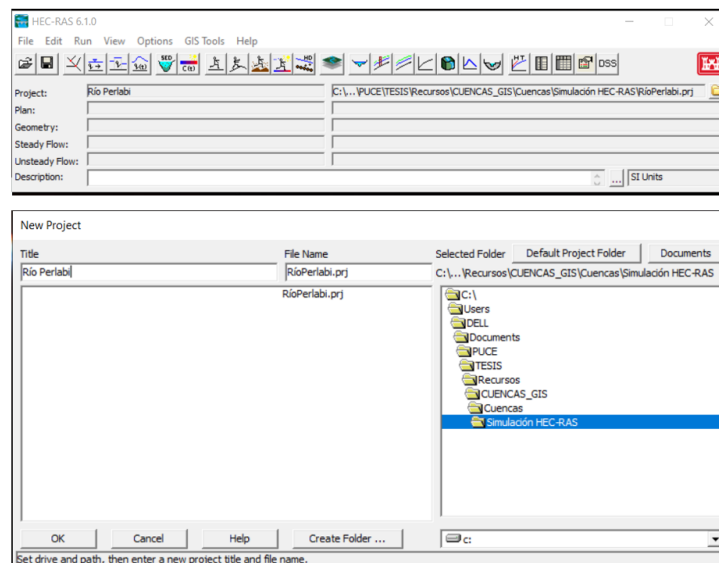 HEC-RAS 6.1.0
File Edit Run View Options GIS Tools Help
DSS
Project: Río Perlabi C:\...\PUCE\TESIS\Recursos\CUENCAS_GIS\Cuencas\Simulación HEC-RAS\RíoPerlabi.prj
Plan:
Geometry:
Steady Flow:
Unsteady Flow:
Description: ... SI Units
New Project
Title File Name Selected Folder Default Project Folder Documents
Río Perlabi RíoPerlabi.prj C:\...\Recursos\CUENCAS_GIS\Cuencas\Simulación HEC-RAS
RíoPerlabi.prj C:\
Users
DELL
Documents
PUCE
TESIS
Recursos
CUENCAS_GIS
Cuencas
Simulación HEC-RAS
OK Cancel Help Create Folder ... c:
Set drive and path, then enter a new project title and file name.